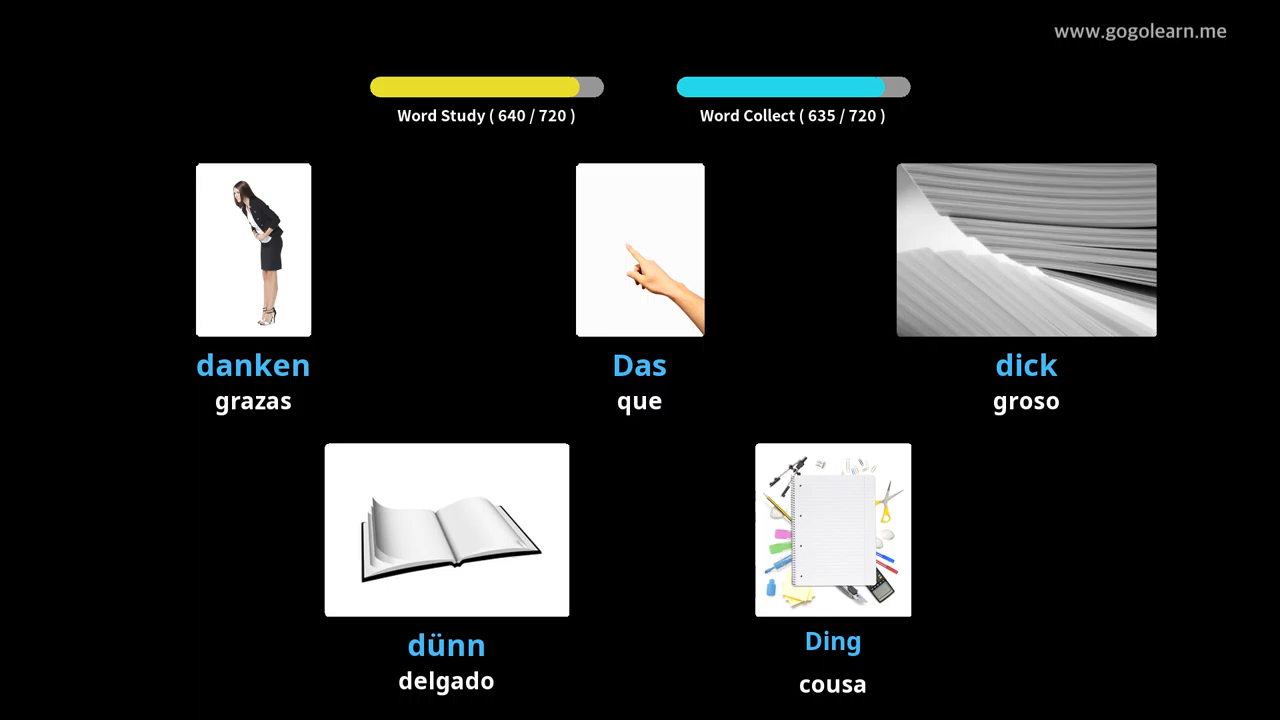 www.gogolearn.me
Word Study ( 640 / 720 )
Word Collect ( 635 / 720 )
danken
grazas
Das
que
dick
groso
dünn
delgado
Ding
cousa